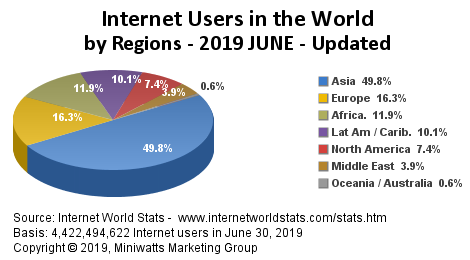 Internet Users in the World
by Regions - 2019 JUNE - Updated
11.9%
10.1%
7.4%
3.9%
0.6%
16.3%
49.8%
Asia 49.8%
Europe 16.3%
Africa. 11.9%
Lat Am / Carib. 10.1%
North America 7.4%
Middle East 3.9%
Oceania / Australia 0.6%
Source: Internet World Stats - www.internetworldstats.com/stats.htm
Basis: 4,422,494,622 Internet users in June 30, 2019
Copyright © 2019, Miniwatts Marketing Group